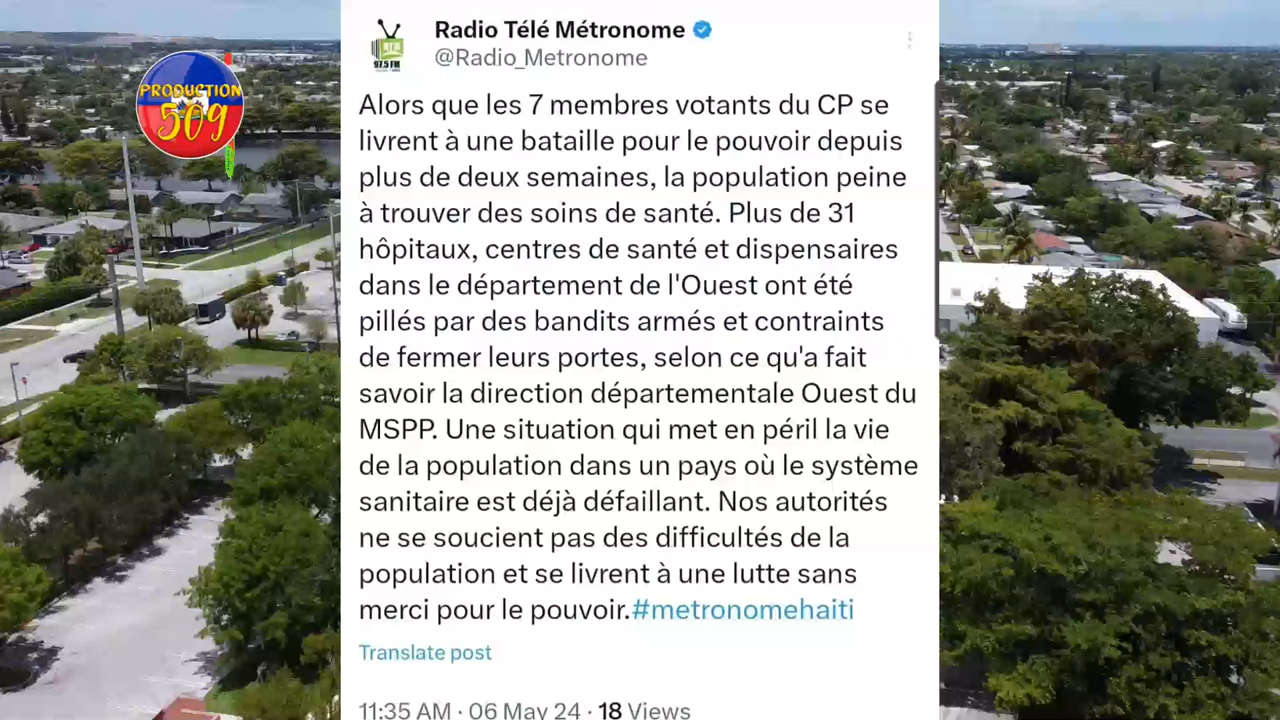 PRODUCTION
509
97.5 FM
Radio Télé Métronome
@Radio_Metronome
Alors que les 7 membres votants du CP se
livrent à une bataille pour le pouvoir depuis
plus de deux semaines, la population peine
à trouver des soins de santé. Plus de 31
hôpitaux, centres de santé et dispensaires
dans le département de l'Ouest ont été
pillés par des bandits armés et contraints
de fermer leurs portes, selon ce qu'a fait
savoir la direction départementale Ouest du
MSPP. Une situation qui met en péril la vie
de la population dans un pays où le système
sanitaire est déjà défaillant. Nos autorités
ne se soucient pas des difficultés de la
population et se livrent à une lutte sans
merci pour le pouvoir.#metronomehaiti
Translate post
11:35 AM · 06 May 24 · 18 Views